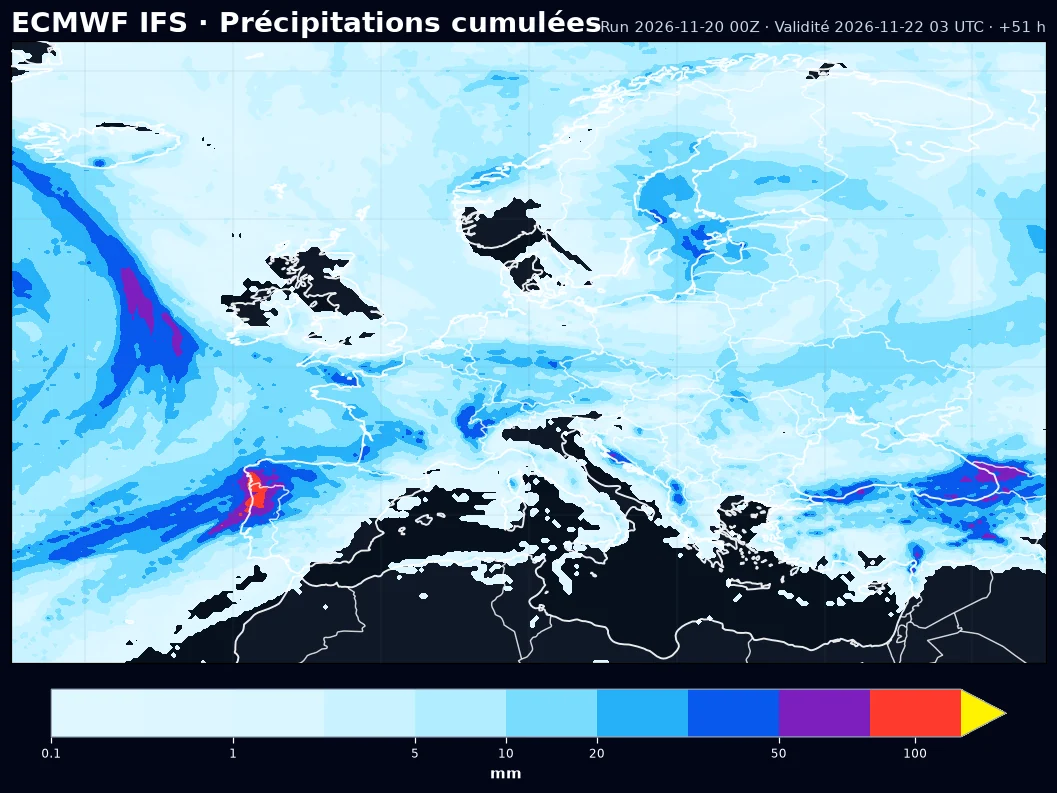 ECMWF IFS · Précipitations cumulées
Run 2026-11-20 00Z · Validité 2026-11-22 03 UTC · +51 h
0.1 1 5 10 20 50 100
mm